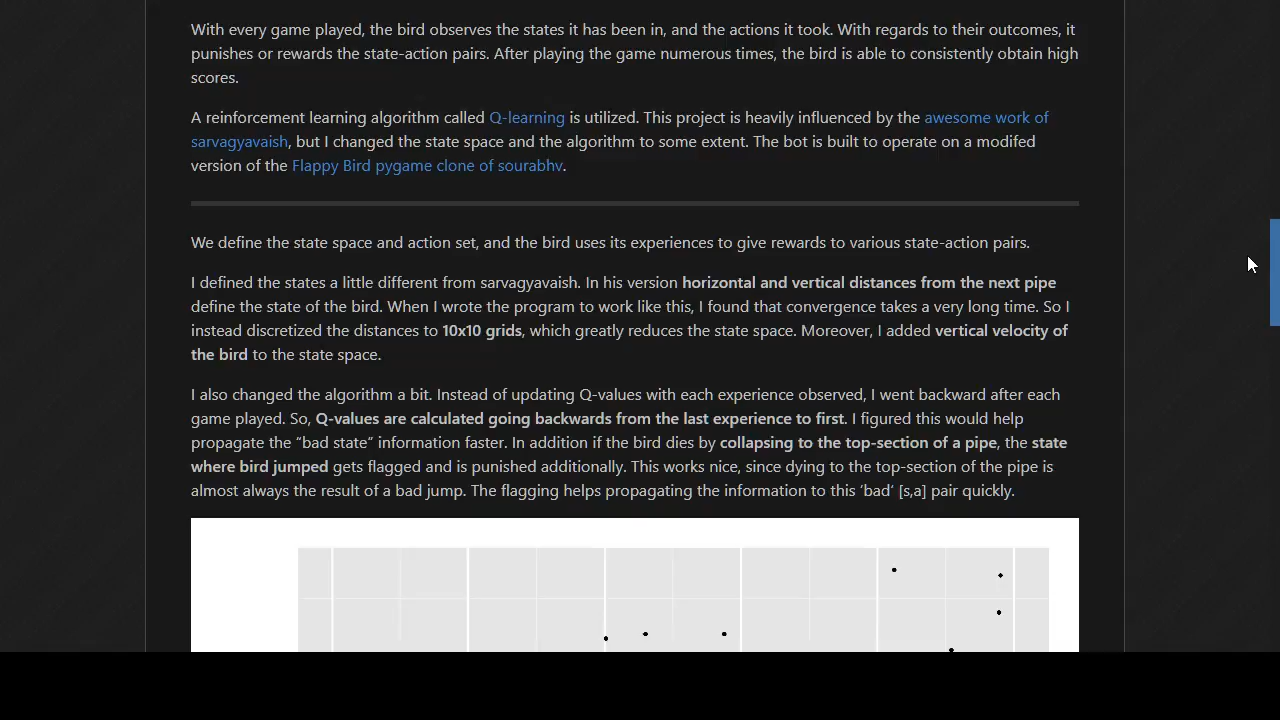 With every game played, the bird observes the states it has been in, and the actions it took. With regards to their outcomes, it
punishes or rewards the state-action pairs. After playing the game numerous times, the bird is able to consistently obtain high
scores.
A reinforcement learning algorithm called Q-learning is utilized. This project is heavily influenced by the awesome work of
sarvagyavaish, but I changed the state space and the algorithm to some extent. The bot is built to operate on a modifed
version of the Flappy Bird pygame clone of sourabhv.
We define the state space and action set, and the bird uses its experiences to give rewards to various state-action pairs.
I defined the states a little different from sarvagyavaish. In his version horizontal and vertical distances from the next pipe
define the state of the bird. When I wrote the program to work like this, I found that convergence takes a very long time. So I
instead discretized the distances to 10x10 grids, which greatly reduces the state space. Moreover, I added vertical velocity of
the bird to the state space.
I also changed the algorithm a bit. Instead of updating Q-values with each experience observed, I went backward after each
game played. So, Q-values are calculated going backwards from the last experience to first. I figured this would help
propagate the “bad state” information faster. In addition if the bird dies by collapsing to the top-section of a pipe, the state
where bird jumped gets flagged and is punished additionally. This works nice, since dying to the top-section of the pipe is
almost always the result of a bad jump. The flagging helps propagating the information to this ‘bad’ [s,a] pair quickly.